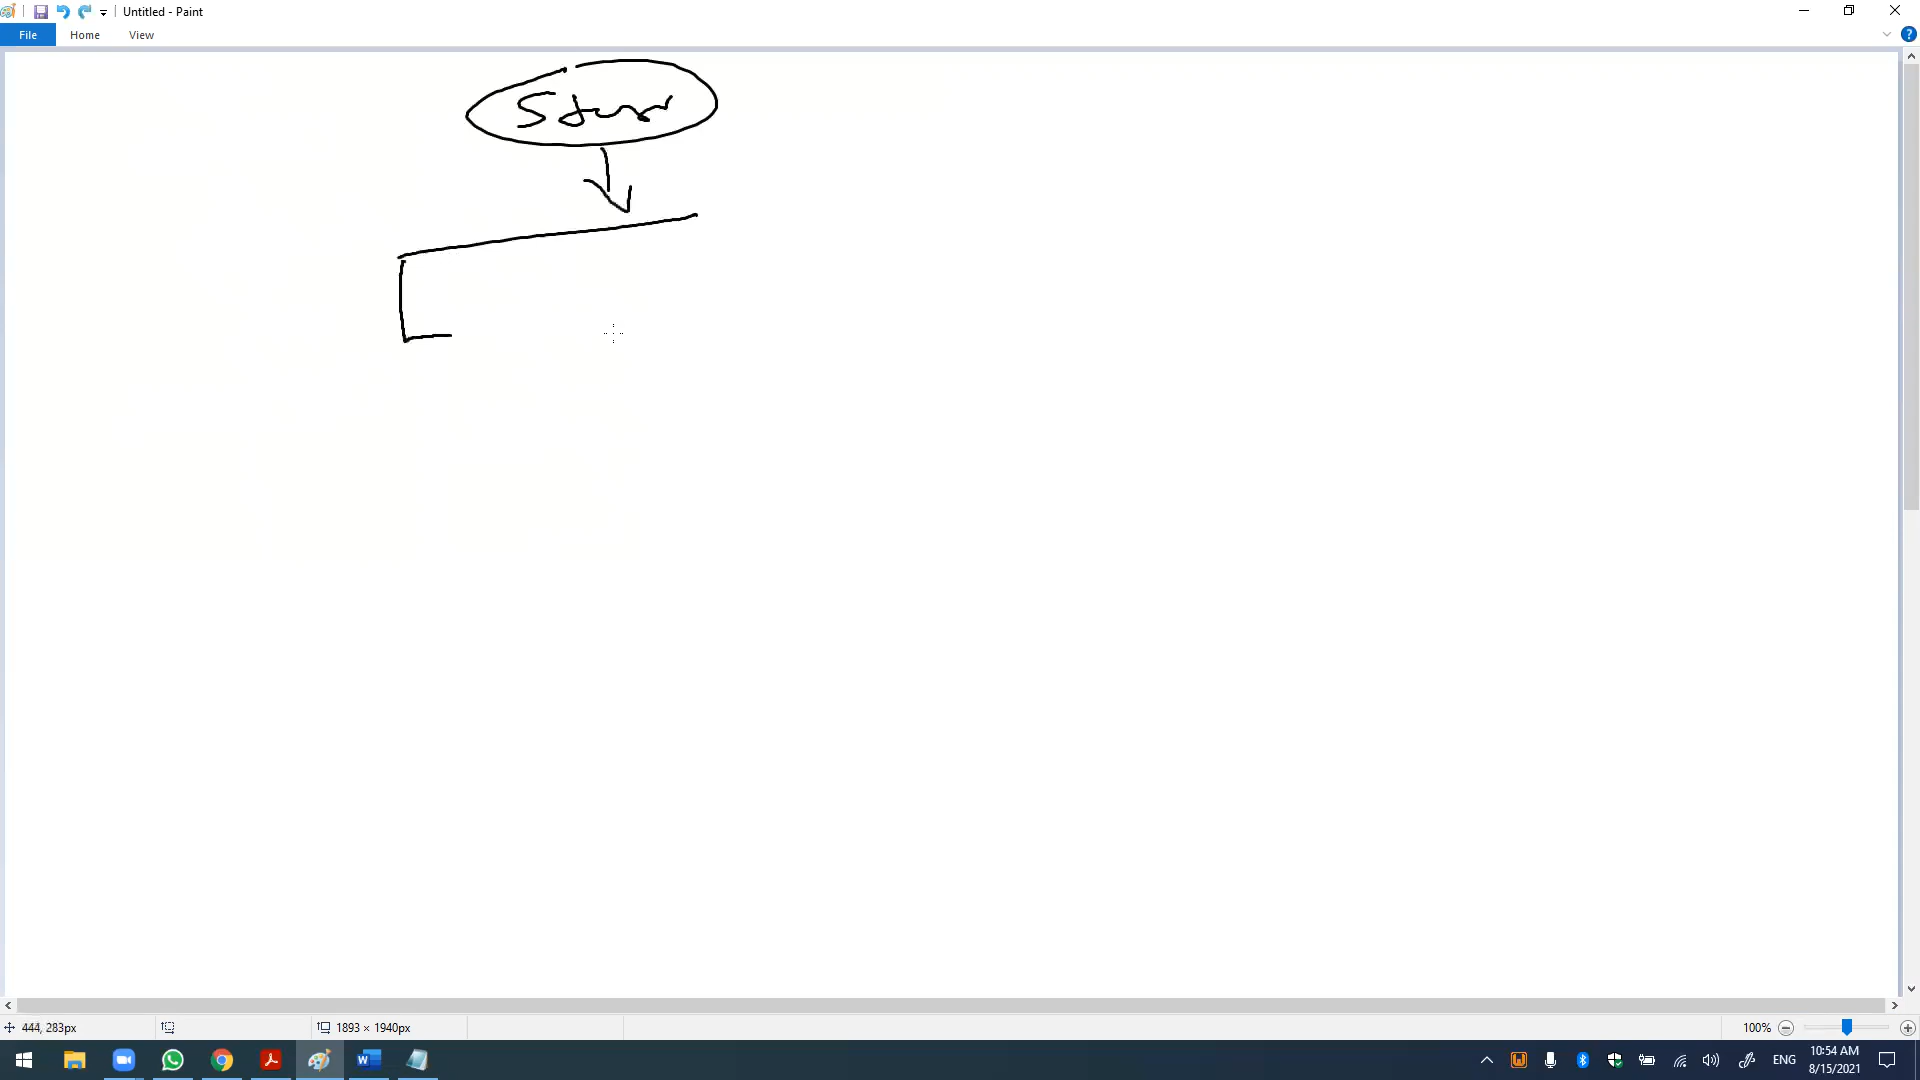 Untitled - Paint
File Home View
Start
444, 283px
1893 × 1940px
100%
ENG
10:54 AM
8/15/2021